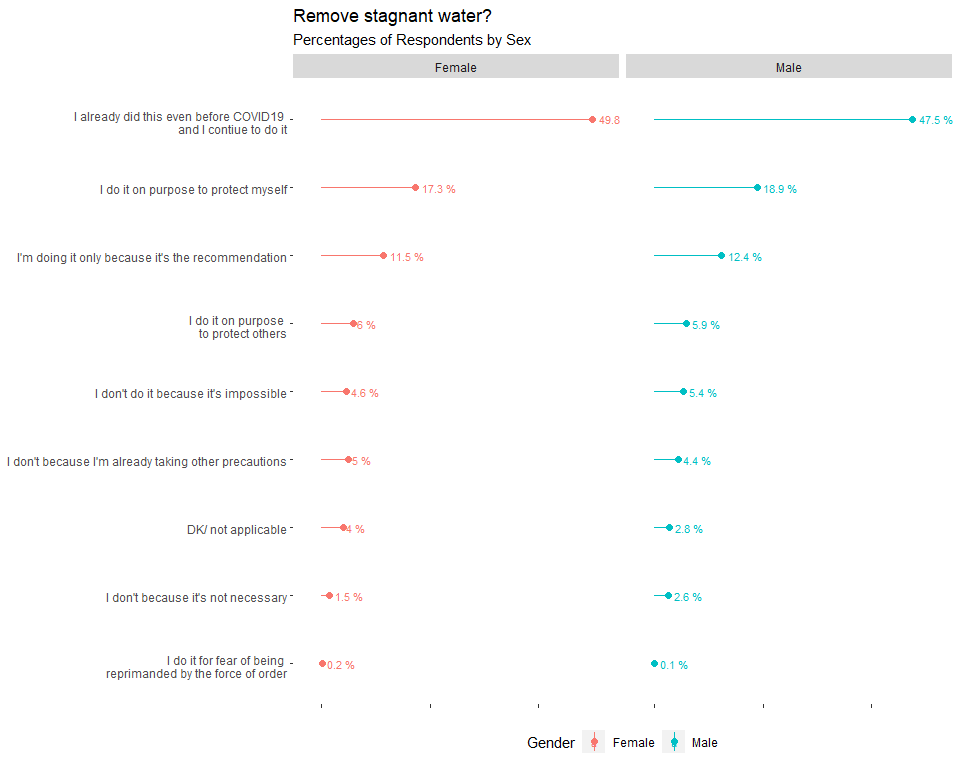 Remove stagnant water?
Percentages of Respondents by Sex
Female
Male
I already did this even before COVID19
and I contiue to do it
49.8
47.5 %
I do it on purpose to protect myself
17.3 %
18.9 %
I'm doing it only because it's the recommendation
11.5 %
12.4 %
I do it on purpose
to protect others
6 %
5.9 %
I don't do it because it's impossible
4.6 %
5.4 %
I don't because I'm already taking other precautions
5 %
4.4 %
DK/ not applicable
4 %
2.8 %
I don't because it's not necessary
1.5 %
2.6 %
I do it for fear of being
reprimanded by the force of order
0.2 %
0.1 %
Gender
Female
Male